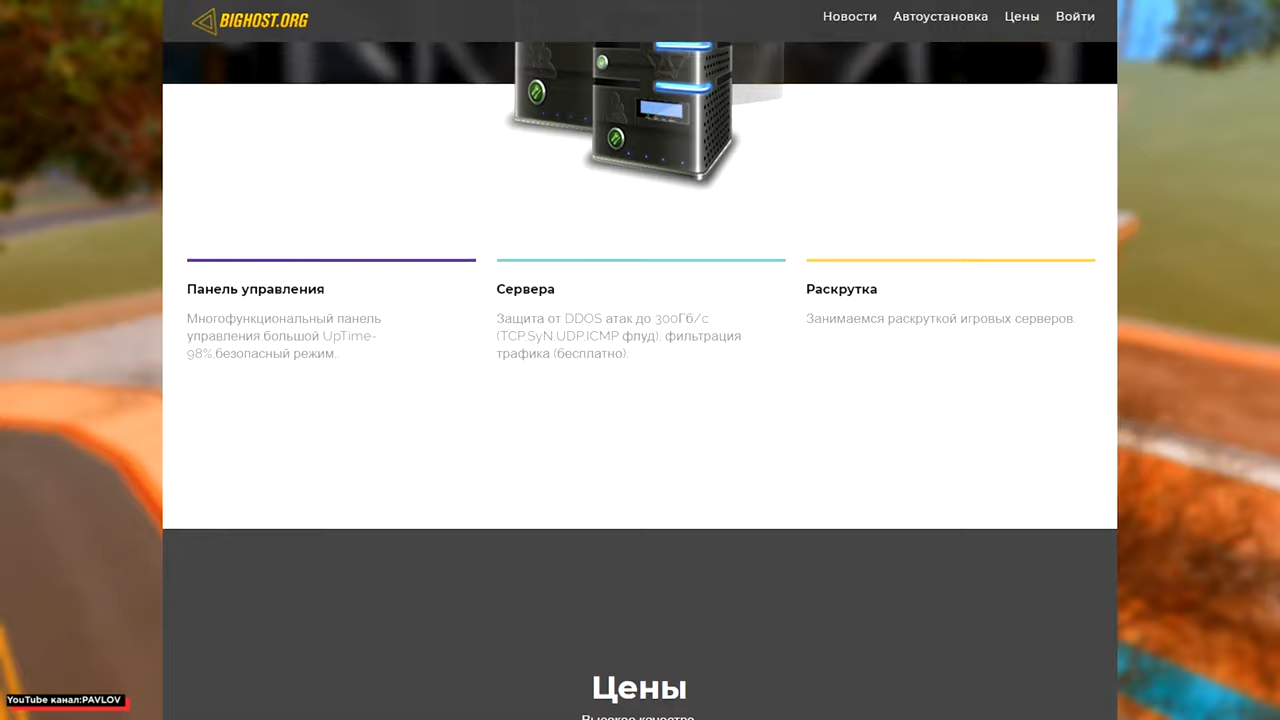 BIGHOST.ORG
Новости Автоустановка Цены Войти
Панель управления
Многофункциональный панель
управления большой UpTime-
98%,безопасный режим,.
Сервера
Защита от DDOS атак до 300Гб/с
(TCP,SyN,UDP,ICMP флуд), фильтрация
трафика (бесплатно).
Раскрутка
Занимаемся раскруткой игровых серверов.
Цены
Высокое качество
YouTube канал:PAVLOV